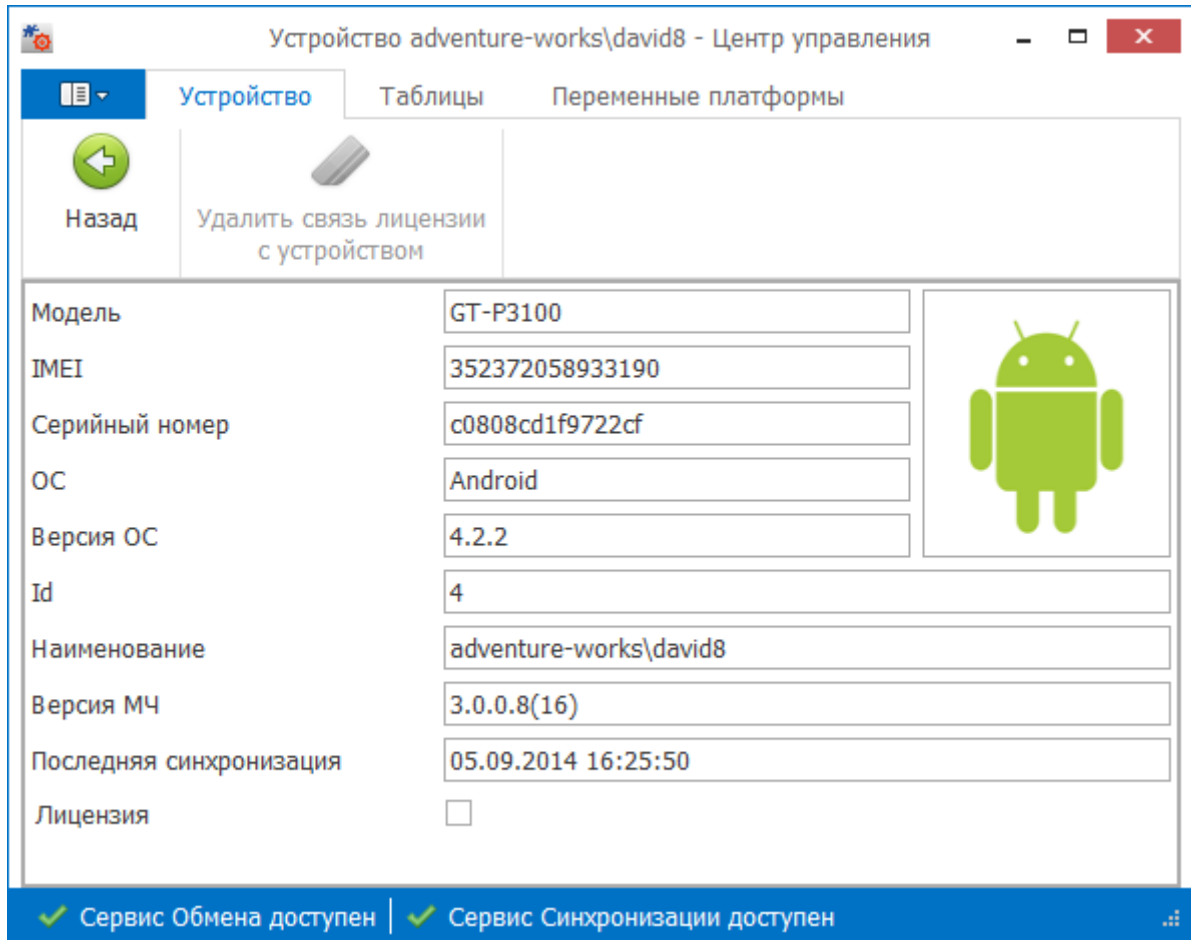 Устройство adventure-works\david8 - Центр управления
Устройство Таблицы Переменные платформы
Назад
Удалить связь лицензии
с устройством
Модель GT-P3100
IMEI 352372058933190
Серийный номер c0808cd1f9722cf
ОС Android
Версия ОС 4.2.2
Id 4
Наименование adventure-works\david8
Версия МЧ 3.0.0.8(16)
Последняя синхронизация 05.09.2014 16:25:50
Лицензия
Сервис Обмена доступен Сервис Синхронизации доступен